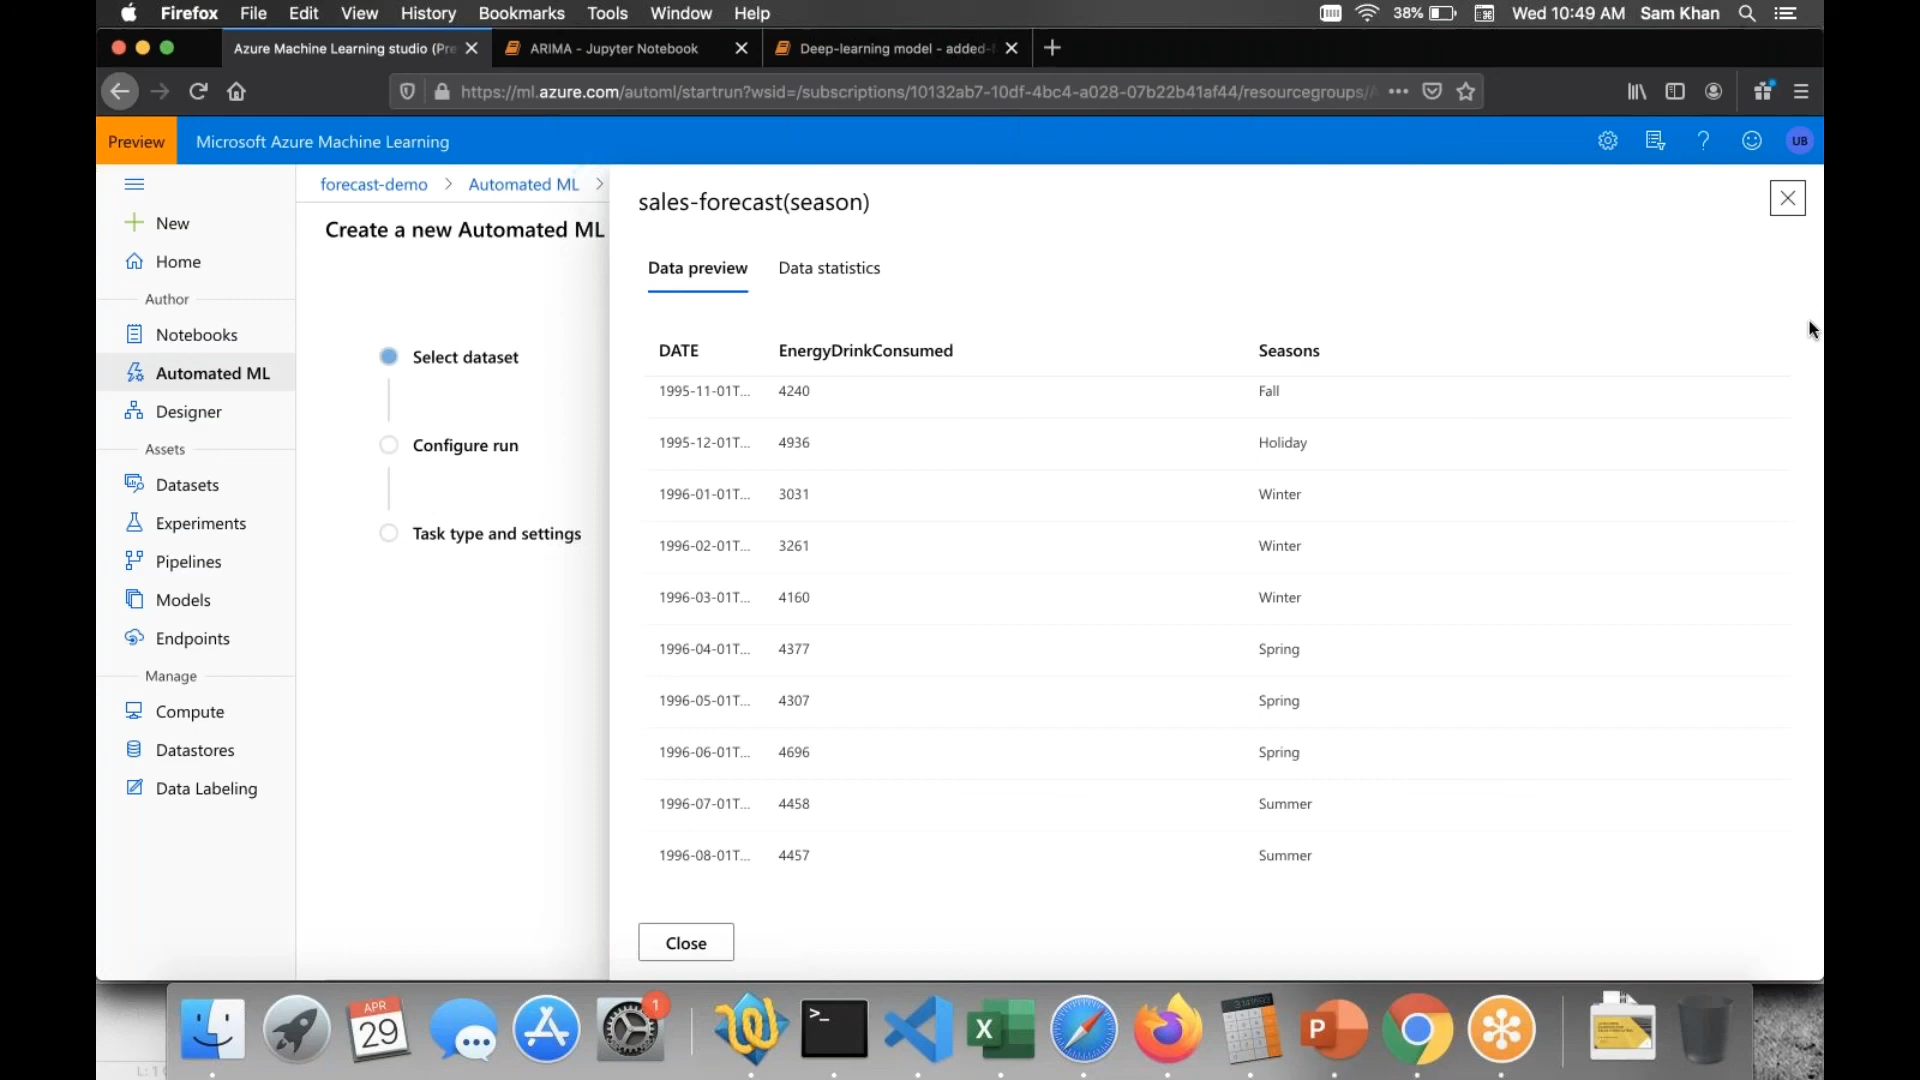 Firefox File Edit View History Bookmarks Tools Window Help 38% Wed 10:49 AM Sam Khan
Azure Machine Learning studio (Pre ARIMA - Jupyter Notebook Deep-learning model - added-
https://ml.azure.com/automl/startrun?wsid=/subscriptions/10132ab7-10df-4bc4-a028-07b22b41af44/resourcegroups/
Preview Microsoft Azure Machine Learning UB
New
Home
Author
Notebooks
Automated ML
Designer
Assets
Datasets
Experiments
Pipelines
Models
Endpoints
Manage
Compute
Datastores
Data Labeling
forecast-demo > Automated ML >
Create a new Automated ML
Select dataset
Configure run
Task type and settings
sales-forecast(season)
Data preview Data statistics
DATE EnergyDrinkConsumed Seasons
1995-11-01T... 4240 Fall
1995-12-01T... 4936 Holiday
1996-01-01T... 3031 Winter
1996-02-01T... 3261 Winter
1996-03-01T... 4160 Winter
1996-04-01T... 4377 Spring
1996-05-01T... 4307 Spring
1996-06-01T... 4696 Spring
1996-07-01T... 4458 Summer
1996-08-01T... 4457 Summer
Close
APR
29
1
>_
X
P